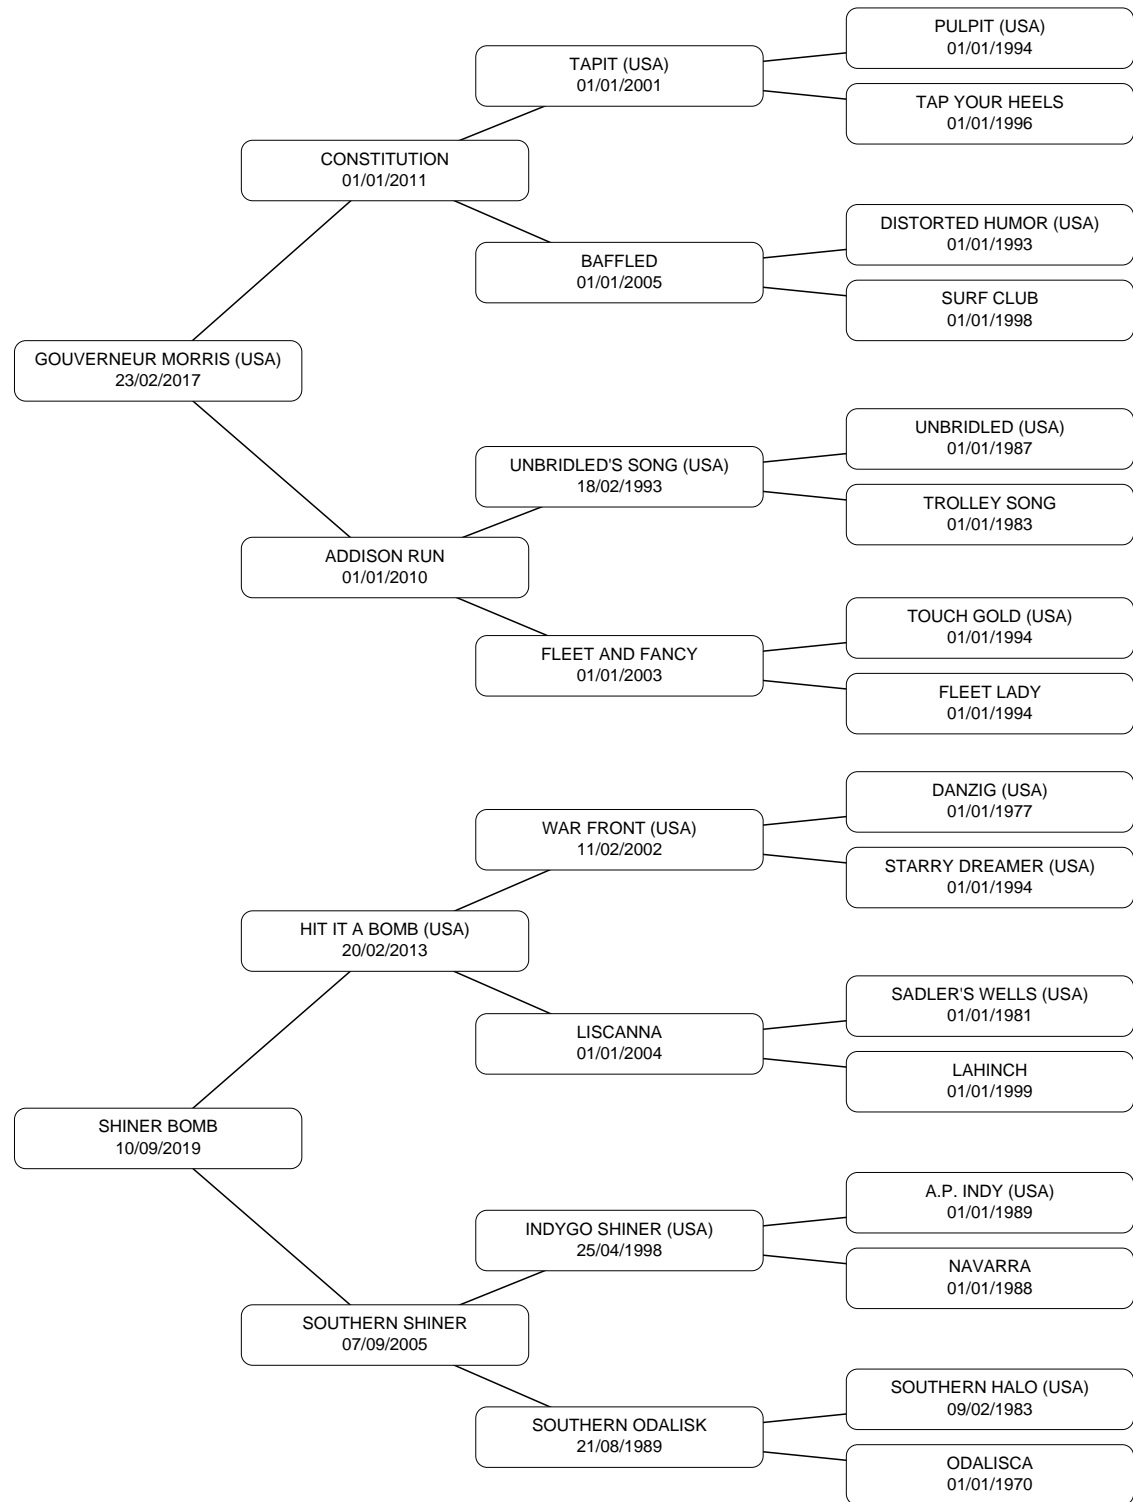 PULPIT (USA)
01/01/1994
TAPIT (USA)
01/01/2001
TAP YOUR HEELS
01/01/1996
CONSTITUTION
01/01/2011
DISTORTED HUMOR (USA)
01/01/1993
BAFFLED
01/01/2005
SURF CLUB
01/01/1998
GOUVERNEUR MORRIS (USA)
23/02/2017
UNBRIDLED (USA)
01/01/1987
UNBRIDLED'S SONG (USA)
18/02/1993
TROLLEY SONG
01/01/1983
ADDISON RUN
01/01/2010
TOUCH GOLD (USA)
01/01/1994
FLEET AND FANCY
01/01/2003
FLEET LADY
01/01/1994
DANZIG (USA)
01/01/1977
WAR FRONT (USA)
11/02/2002
STARRY DREAMER (USA)
01/01/1994
HIT IT A BOMB (USA)
20/02/2013
SADLER'S WELLS (USA)
01/01/1981
LISCANNA
01/01/2004
LAHINCH
01/01/1999
SHINER BOMB
10/09/2019
A.P. INDY (USA)
01/01/1989
INDYGO SHINER (USA)
25/04/1998
NAVARRA
01/01/1988
SOUTHERN SHINER
07/09/2005
SOUTHERN HALO (USA)
09/02/1983
SOUTHERN ODALISK
21/08/1989
ODALISCA
01/01/1970